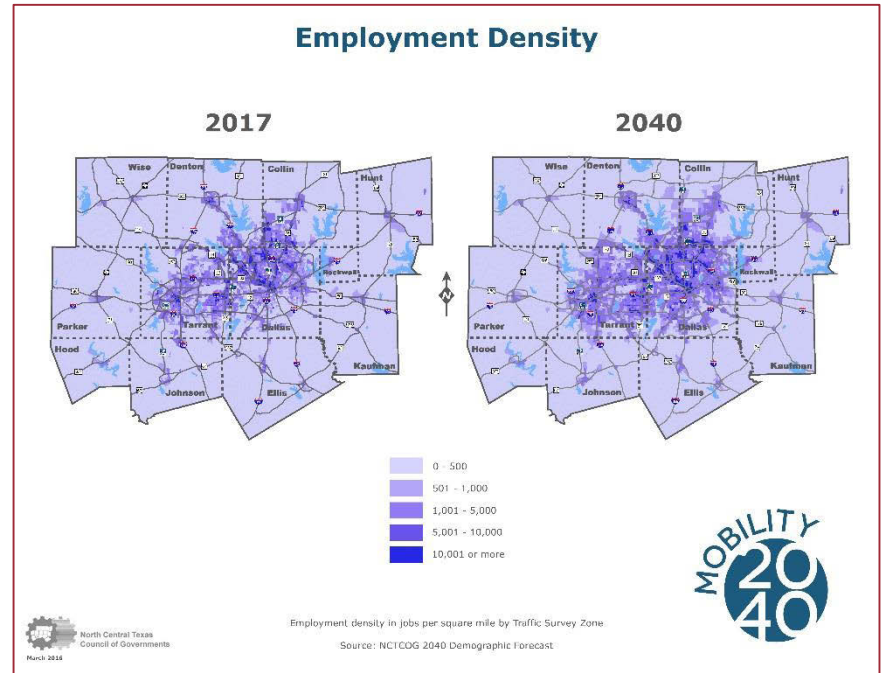 Employment Density
2017
2040
Wise
Denton
Collin
Hunt
Rockwall
Parker
Tarrant
Dallas
Hood
Kaufman
Johnson
Ellis
Wise
Denton
Collin
Hunt
Rockwall
Parker
Tarrant
Dallas
Hood
Kaufman
Johnson
Ellis
N
0 - 500
501 - 1,000
1,001 - 5,000
5,001 - 10,000
10,001 or more
MOBILITY
20
40
North Central Texas
Council of Governments
March 2016
Employment density in jobs per square mile by Traffic Survey Zone
Source: NCTCOG 2040 Demographic Forecast